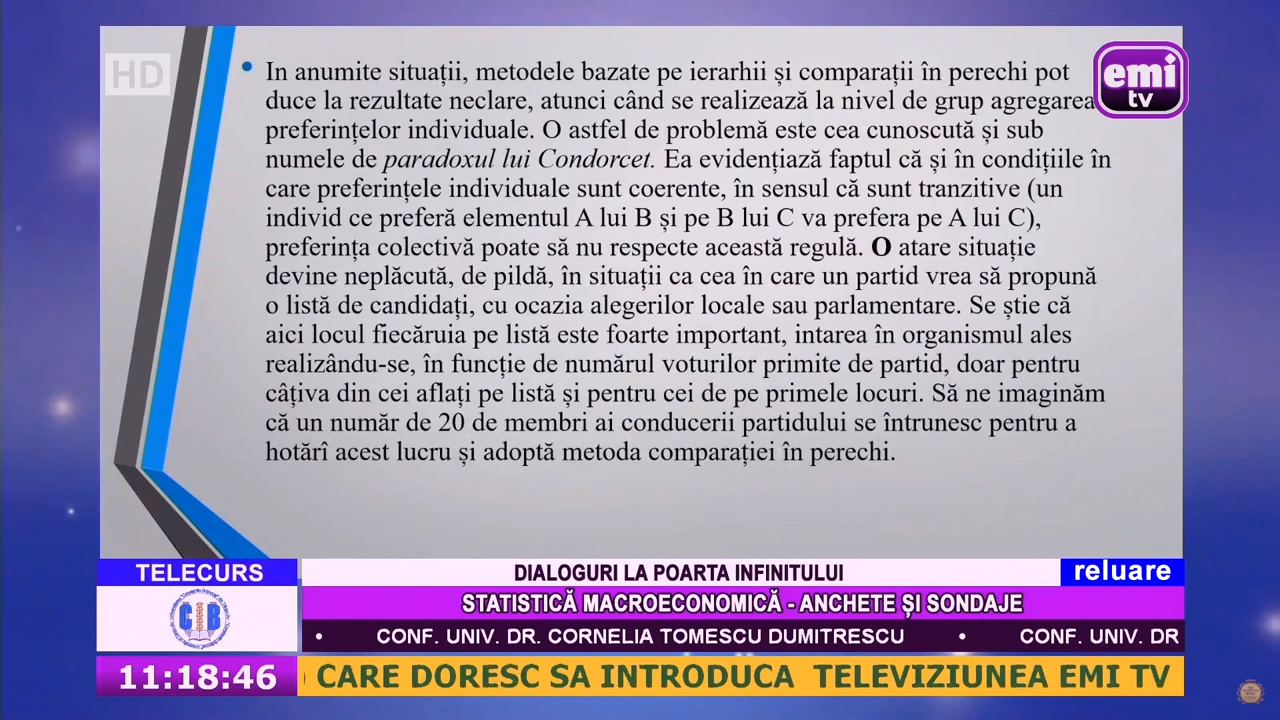 HD
emi
tv
• In anumite situații, metodele bazate pe ierarhii și comparații în perechi pot
duce la rezultate neclare, atunci când se realizează la nivel de grup agregarea
preferințelor individuale. O astfel de problemă este cea cunoscută și sub
numele de paradoxul lui Condorcet. Ea evidențiază faptul că și în condițiile în
care preferințele individuale sunt coerente, în sensul că sunt tranzitive (un
individ ce preferă elementul A lui B și pe B lui C va prefera pe A lui C),
preferința colectivă poate să nu respecte această regulă. O atare situație
devine neplăcută, de pildă, în situații ca cea în care un partid vrea să propună
o listă de candidați, cu ocazia alegerilor locale sau parlamentare. Se știe că
aici locul fiecăruia pe listă este foarte important, intarea în organismul ales
realizându-se, în funcție de numărul voturilor primite de partid, doar pentru
câțiva din cei aflați pe listă și pentru cei de pe primele locuri. Să ne imaginăm
că un număr de 20 de membri ai conducerii partidului se întrunesc pentru a
hotărî acest lucru și adoptă metoda comparației în perechi.
TELECURS
DIALOGURI LA POARTA INFINITULUI
reluare
STATISTICĂ MACROECONOMICĂ - ANCHETE ȘI SONDAJE
CIB
• CONF. UNIV. DR. CORNELIA TOMESCU DUMITRESCU • CONF. UNIV. DR
11:18:46
CARE DORESC SA INTRODUCA TELEVIZIUNEA EMI TV